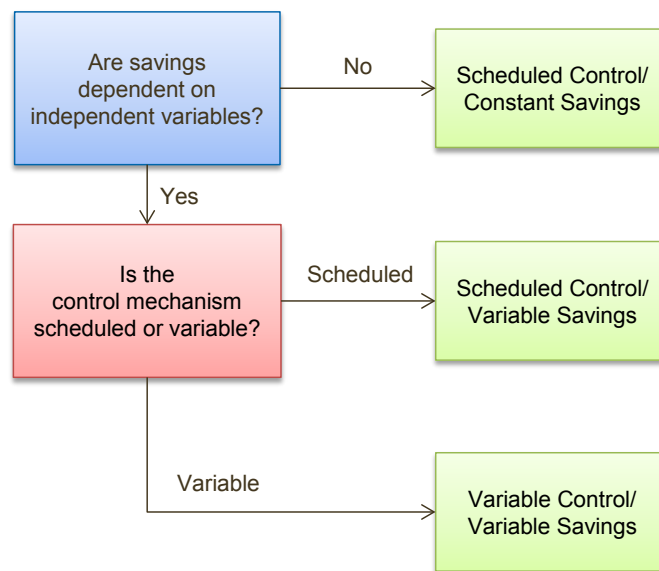 Are savings
dependent on
independent variables?
No
Scheduled Control/
Constant Savings
Yes
Is the
control mechanism
scheduled or variable?
Scheduled
Scheduled Control/
Variable Savings
Variable
Variable Control/
Variable Savings